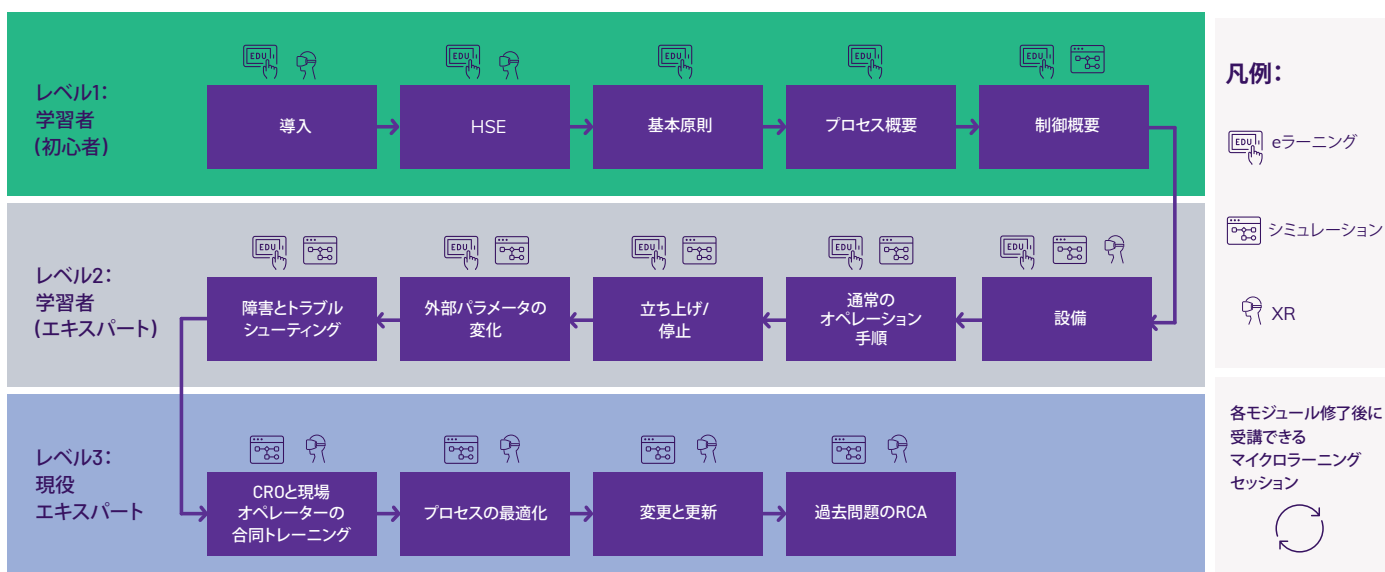 レベル1：
学習者
（初心者）
EDU
EDU
EDU
EDU
EDU
導入
HSE
基本原則
プロセス概要
制御概要
レベル2：
学習者
（エキスパート）
EDU
EDU
EDU
EDU
EDU
障害とトラブル
シューティング
外部パラメータの
変化
立ち上げ/
停止
通常の
オペレーション
手順
設備
レベル3：
現役
エキスパート
CROと現場
オペレーターの
合同トレーニング
プロセスの最適化
変更と更新
過去問題のRCA
凡例：
EDU
eラーニング
シミュレーション
XR
各モジュール修了後に
受講できる
マイクロラーニング
セッション